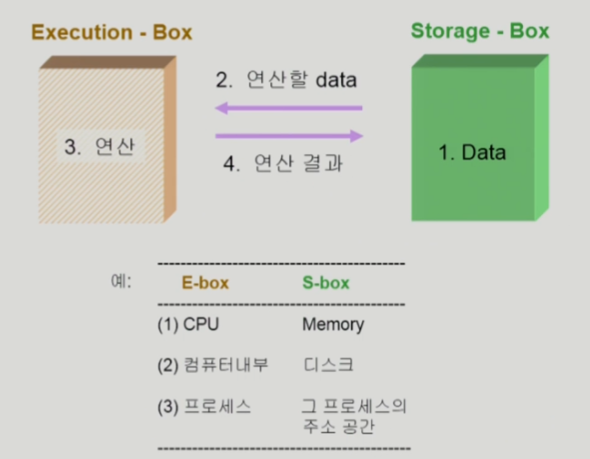 Execution - Box
Storage - Box
2. 연산할 data
3. 연산
1. Data
4. 연산 결과
예:
E-box S-box
(1) CPU Memory
(2) 컴퓨터내부 디스크
(3) 프로세스 그 프로세스의
주소 공간